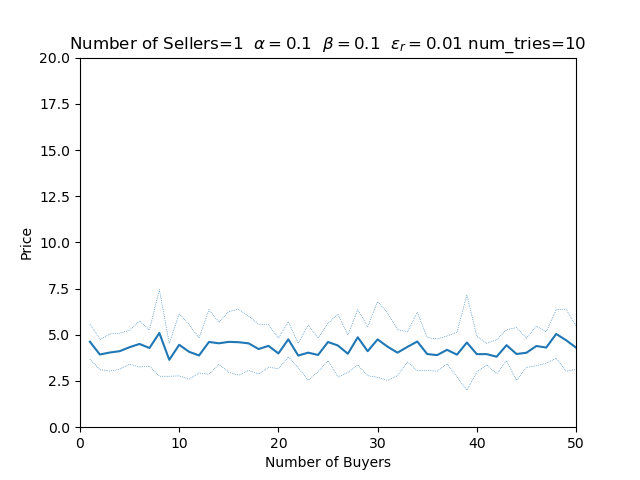 Number of Sellers=1 α = 0.1 β = 0.1 ε_r = 0.01 num_tries=10
20.0
17.5
15.0
12.5
10.0
7.5
5.0
2.5
0.0
Price
0 10 20 30 40 50
Number of Buyers